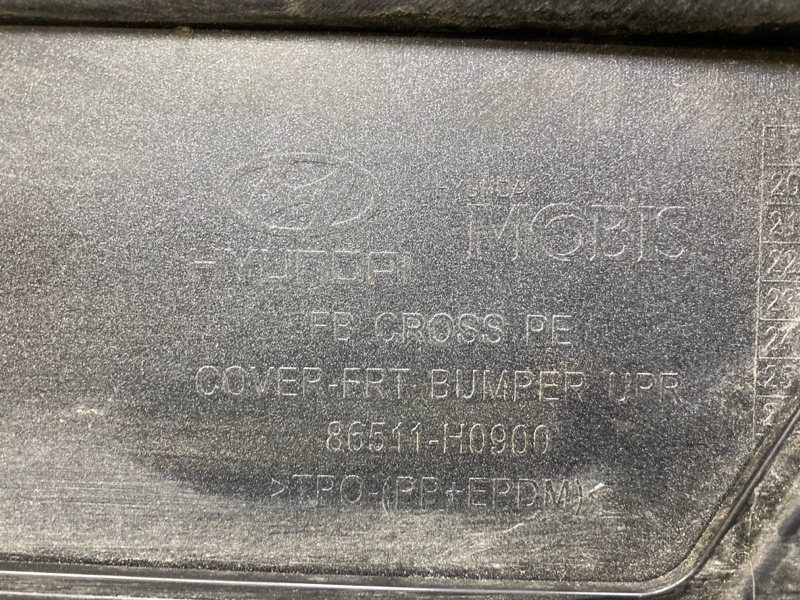 HYUNDAI
HYUNDAI
MOBIS
FB CROSS PE
COVER-FRT BUMPER UPR
86511-H0900
>TPO-(PP+EPDM)<
20
21
22
23
24
25